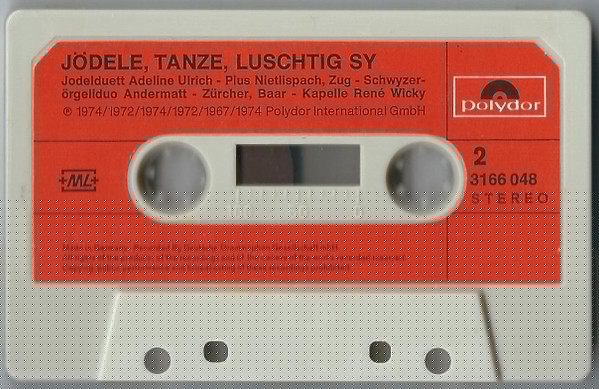 JÖDELE, TANZE, LUSCHTIG SY
Jodelduett Adeline Ulrich - Pius Nietlispach, Zug - Schwyzer-
örgeliduo Andermatt - Zürcher, Baar - Kapelle René Wicky
℗ 1974/1972/1974/1972/1967/1974 Polydor International GmbH
polydor
+ML+
2
3166 048
STEREO
100 50 0
Made in Germany · Recorded By Deutsche Grammophon Gesellschaft mbH.
All rights of the producer of the recordings and of the owners of the works recorded reserved.
Copying, public performance and broadcasting of these recordings prohibited.